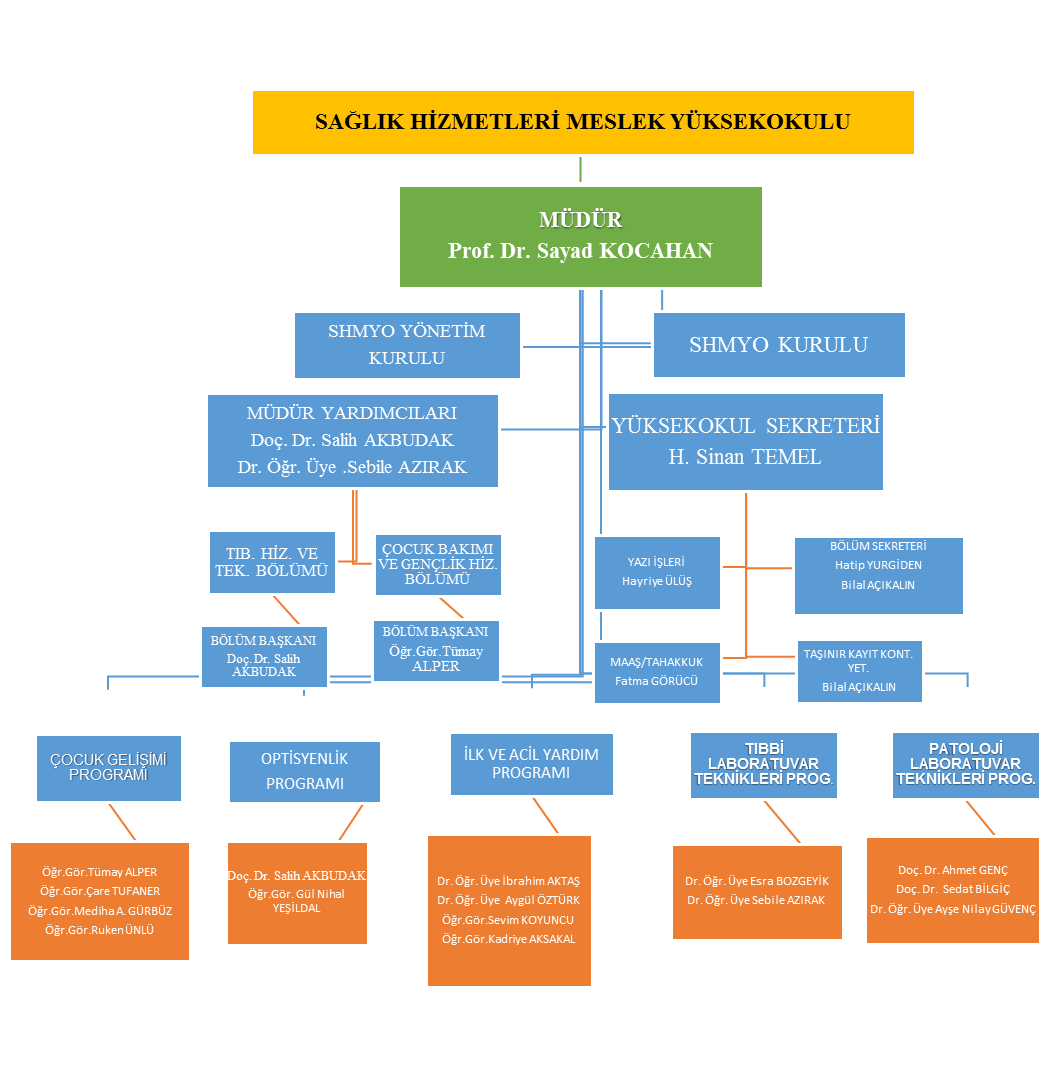 SAĞLIK HİZMETLERİ MESLEK YÜKSEKOKULU
MÜDÜR
Prof. Dr. Sayad KOCAHAN
SHMYO YÖNETİM
KURULU
SHMYO KURULU
MÜDÜR YARDIMCILARI
Doç. Dr. Salih AKBUDAK
Dr. Öğr. Üye .Sebile AZIRAK
YÜKSEKOKUL SEKRETERİ
H. Sinan TEMEL
TIB. HİZ. VE
TEK. BÖLÜMÜ
ÇOCUK BAKIMI
VE GENÇLİK HİZ.
BÖLÜMÜ
YAZI İŞLERİ
Hayriye ÜLÜŞ
BÖLÜM SEKRETERİ
Hatip YURGİDEN
Bilal AÇIKALIN
BÖLÜM BAŞKANI
Doç. Dr. Salih
AKBUDAK
BÖLÜM BAŞKANI
Öğr.Gör.Tümay
ALPER
MAAŞ/TAHAKKUK
Fatma GÖRÜCÜ
TAŞINIR KAYIT KONT.
YET.
Bilal AÇIKALIN
ÇOCUK GELİŞİMİ
PROGRAMI
OPTİSYENLİK
PROGRAMI
İLK VE ACİL YARDIM
PROGRAMI
TIBBİ
LABORATUVAR
TEKNİKLERİ PROG.
PATOLOJİ
LABORATUVAR
TEKNİKLERİ PROG.
Öğr.Gör.Tümay ALPER
Öğr.Gör.Çare TUFANER
Öğr.Gör.Mediha A. GÜRBÜZ
Öğr.Gör.Ruken ÜNLÜ
Doç. Dr. Salih AKBUDAK
Öğr.Gör. Gül Nihal
YEŞİLDAL
Dr. Öğr. Üye İbrahim AKTAŞ
Dr. Öğr. Üye Aygül ÖZTÜRK
Öğr.Gör.Sevim KOYUNCU
Öğr.Gör.Kadriye AKSAKAL
Dr. Öğr. Üye Esra BOZGEYİK
Dr. Öğr. Üye Sebile AZIRAK
Doç. Dr. Ahmet GENÇ
Doç. Dr. Sedat BİLGİÇ
Dr. Öğr. Üye Ayşe Nilay GÜVENÇ